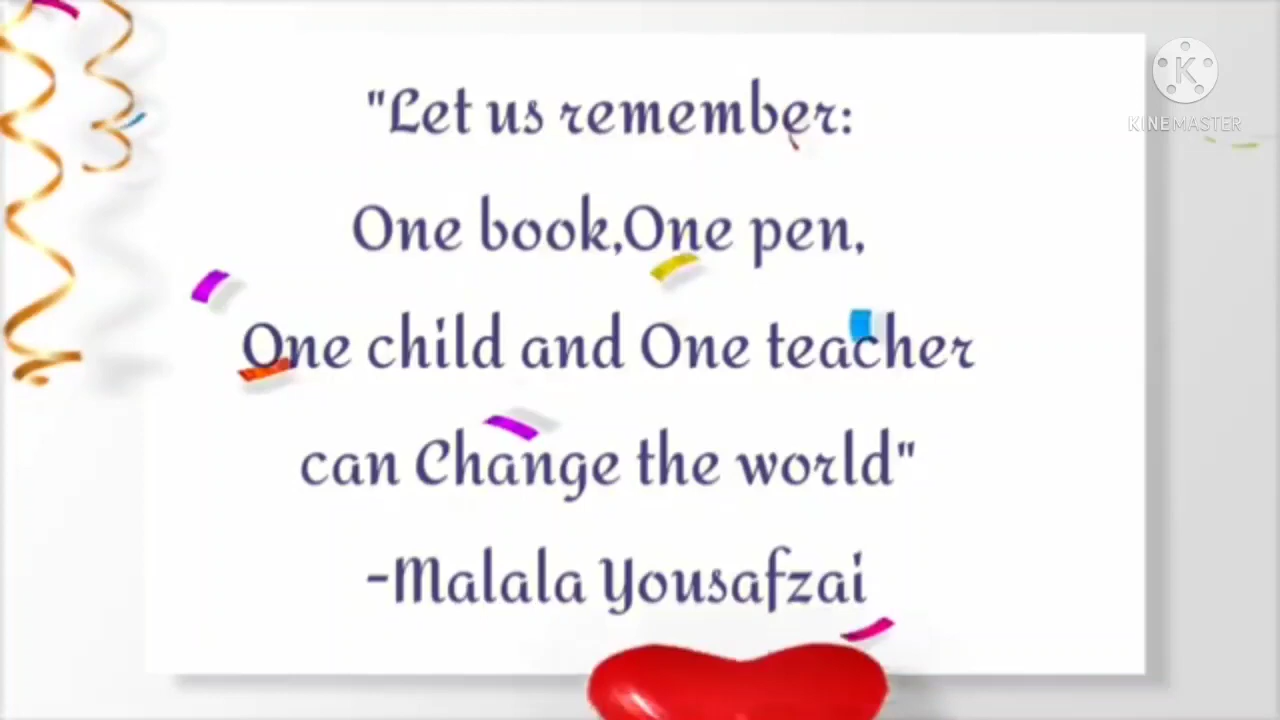 "Let us remember:
One book,One pen,
One child and One teacher
can Change the world"
-Malala Yousafzai
K
KINEMASTER